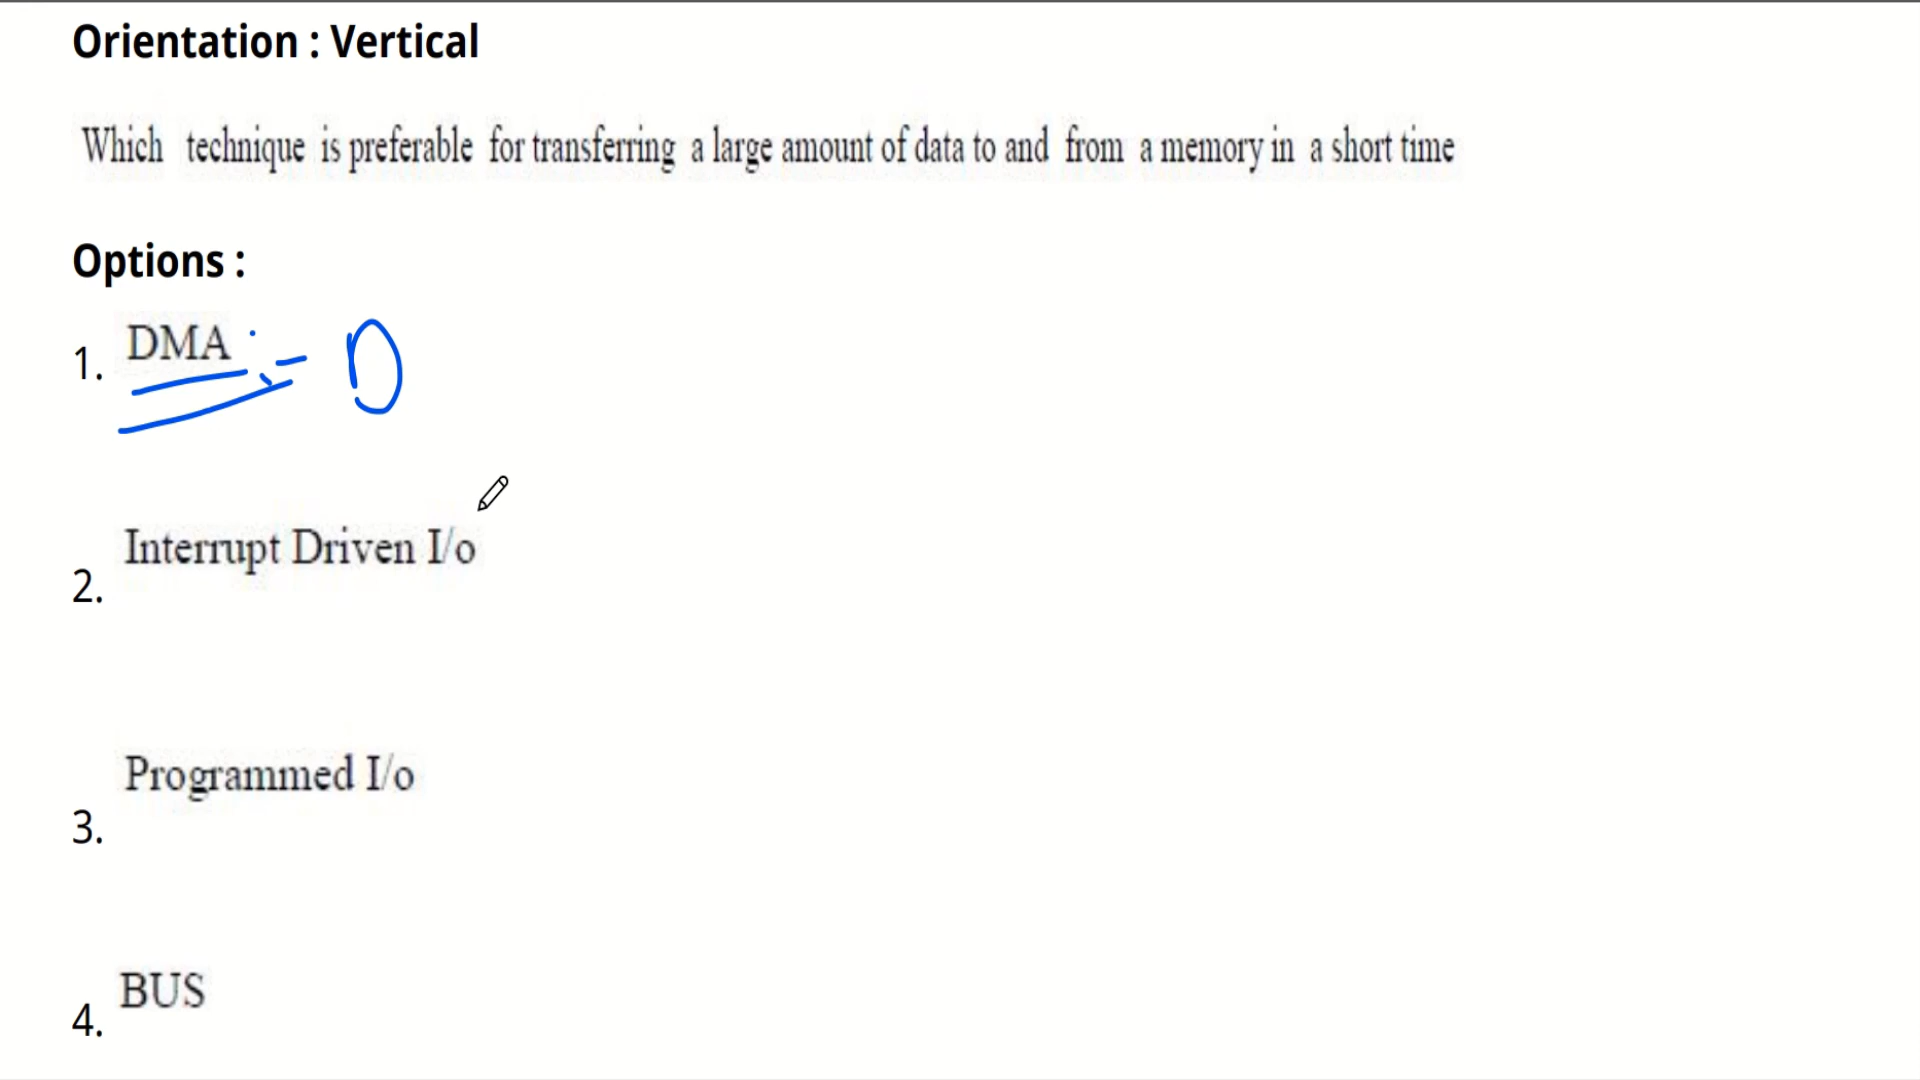 Orientation : Vertical
Which technique is preferable for transferring a large amount of data to and from a memory in a short time
Options :
1. DMA :- D
2. Interrupt Driven I/o
3. Programmed I/o
4. BUS